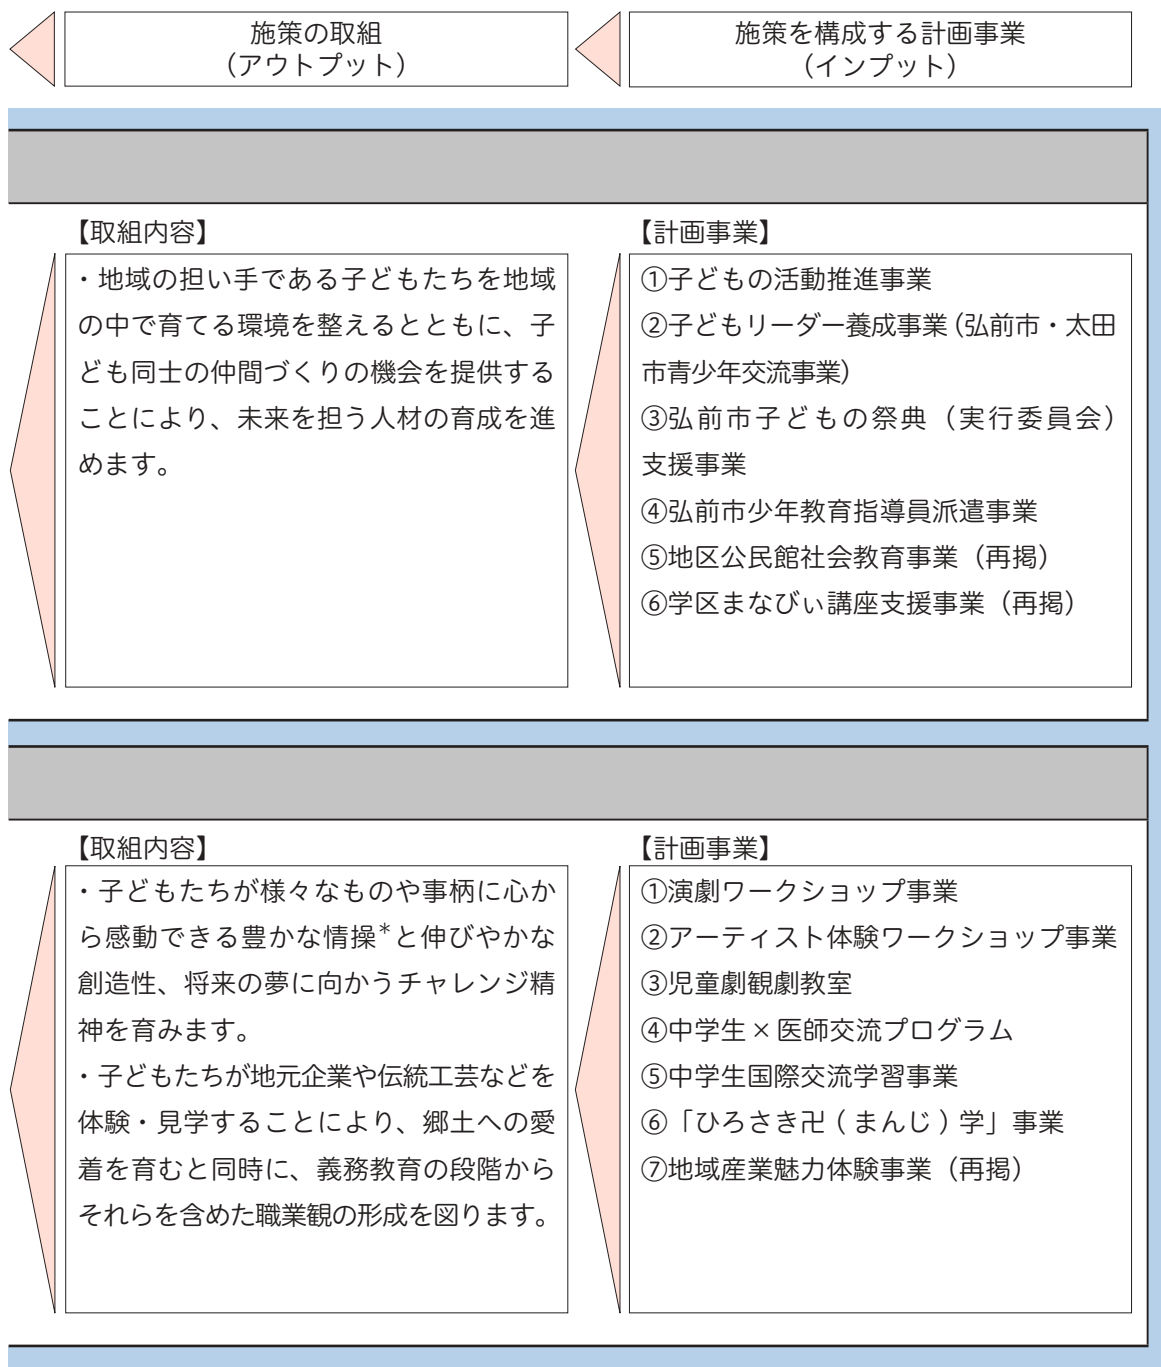 施策の取組
（アウトプット）
施策を構成する計画事業
（インプット）
【取組内容】
・地域の担い手である子どもたちを地域
の中で育てる環境を整えるとともに、子
ども同士の仲間づくりの機会を提供する
ことにより、未来を担う人材の育成を進
めます。
【計画事業】
①子どもの活動推進事業
②子どもリーダー養成事業（弘前市・太田
市青少年交流事業）
③弘前市子どもの祭典（実行委員会）
支援事業
④弘前市少年教育指導員派遣事業
⑤地区公民館社会教育事業（再掲）
⑥学区まなびぃ講座支援事業（再掲）
【取組内容】
・子どもたちが様々なものや事柄に心か
ら感動できる豊かな情操*と伸びやかな
創造性、将来の夢に向かうチャレンジ精
神を育みます。
・子どもたちが地元企業や伝統工芸などを
体験・見学することにより、郷土への愛
着を育むと同時に、義務教育の段階から
それらを含めた職業観の形成を図ります。
【計画事業】
①演劇ワークショップ事業
②アーティスト体験ワークショップ事業
③児童劇観劇教室
④中学生×医師交流プログラム
⑤中学生国際交流学習事業
⑥「ひろさき卍(まんじ)学」事業
⑦地域産業魅力体験事業（再掲）